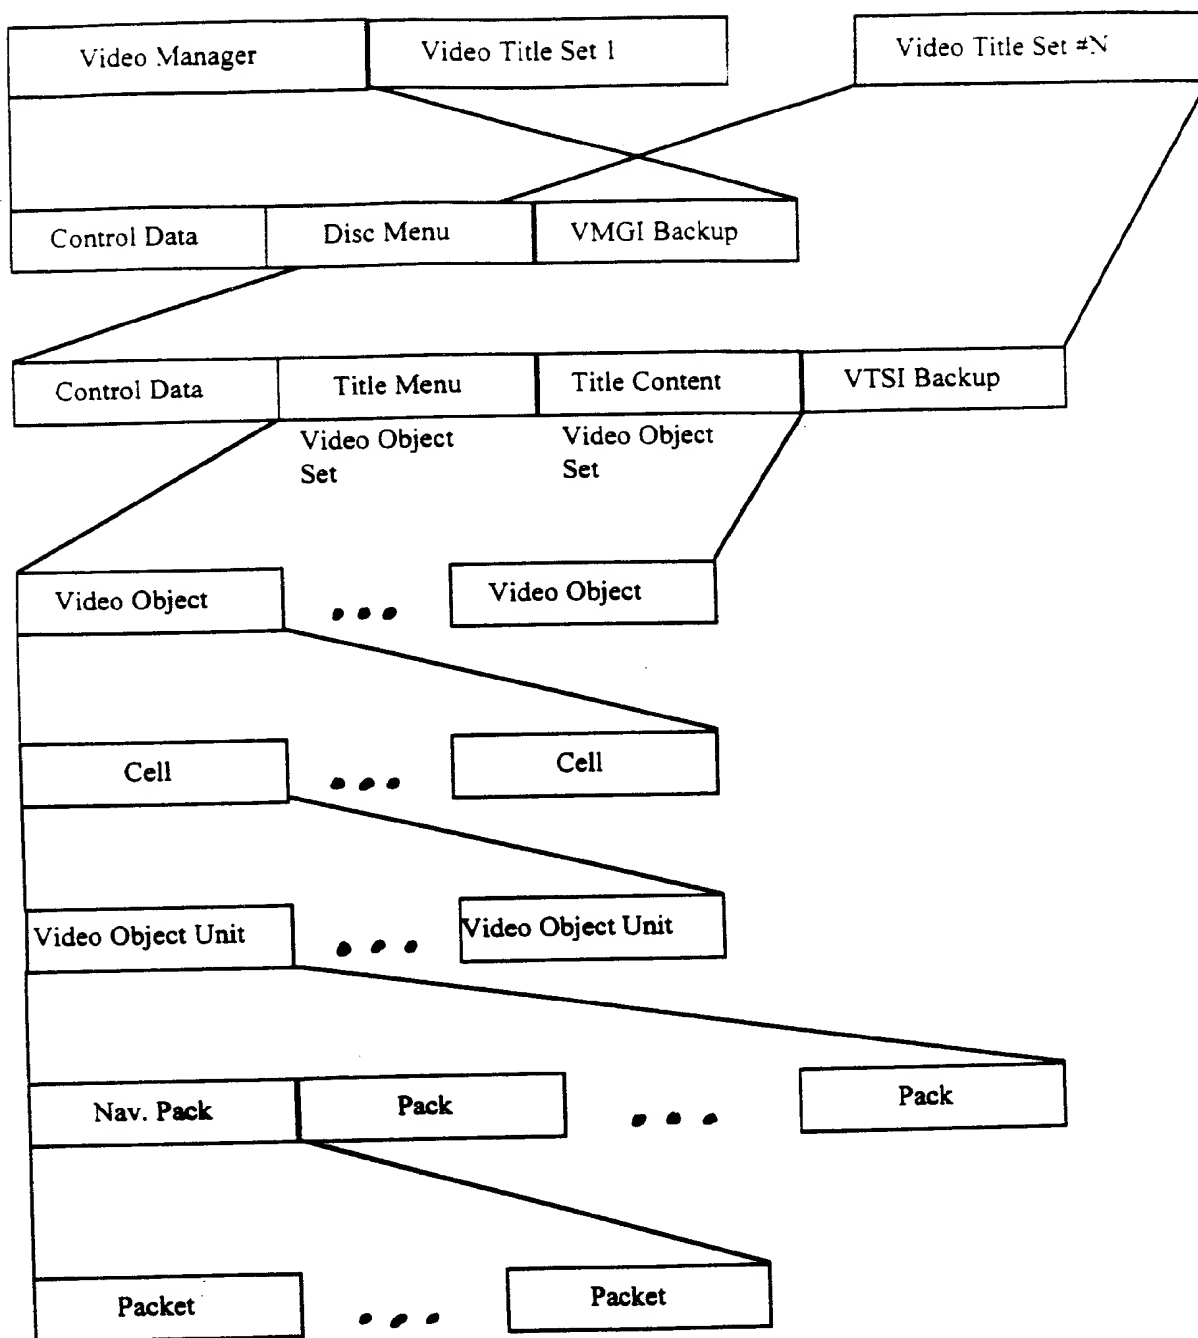 Video Manager
Video Title Set 1
Video Title Set #N
Control Data
Disc Menu
VMGI Backup
Control Data
Title Menu
Title Content
VTSI Backup
Video Object
Set
Video Object
Set
Video Object
Video Object
Cell
Cell
Video Object Unit
Video Object Unit
Nav. Pack
Pack
Pack
Packet
Packet